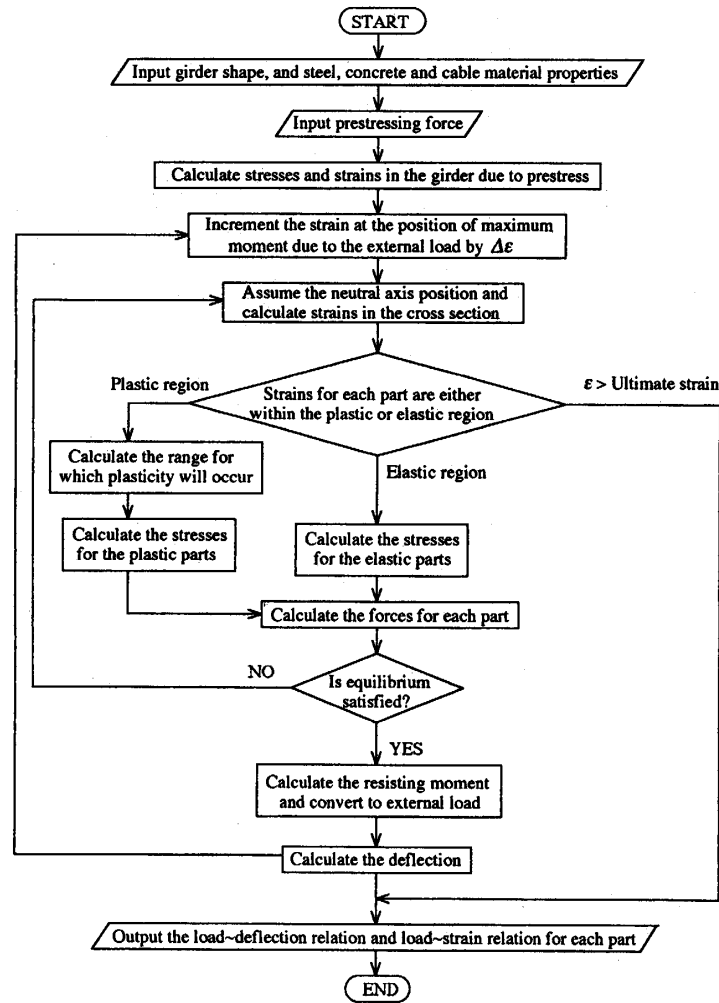 START
Input girder shape, and steel, concrete and cable material properties
Input prestressing force
Calculate stresses and strains in the girder due to prestress
Increment the strain at the position of maximum
moment due to the external load by Δε
Assume the neutral axis position and
calculate strains in the cross section
Plastic region
Strains for each part are either
within the plastic or elastic region
ε > Ultimate strain
Calculate the range for
which plasticity will occur
Elastic region
Calculate the stresses
for the plastic parts
Calculate the stresses
for the elastic parts
Calculate the forces for each part
NO
Is equilibrium
satisfied?
YES
Calculate the resisting moment
and convert to external load
Calculate the deflection
Output the load~deflection relation and load~strain relation for each part
END